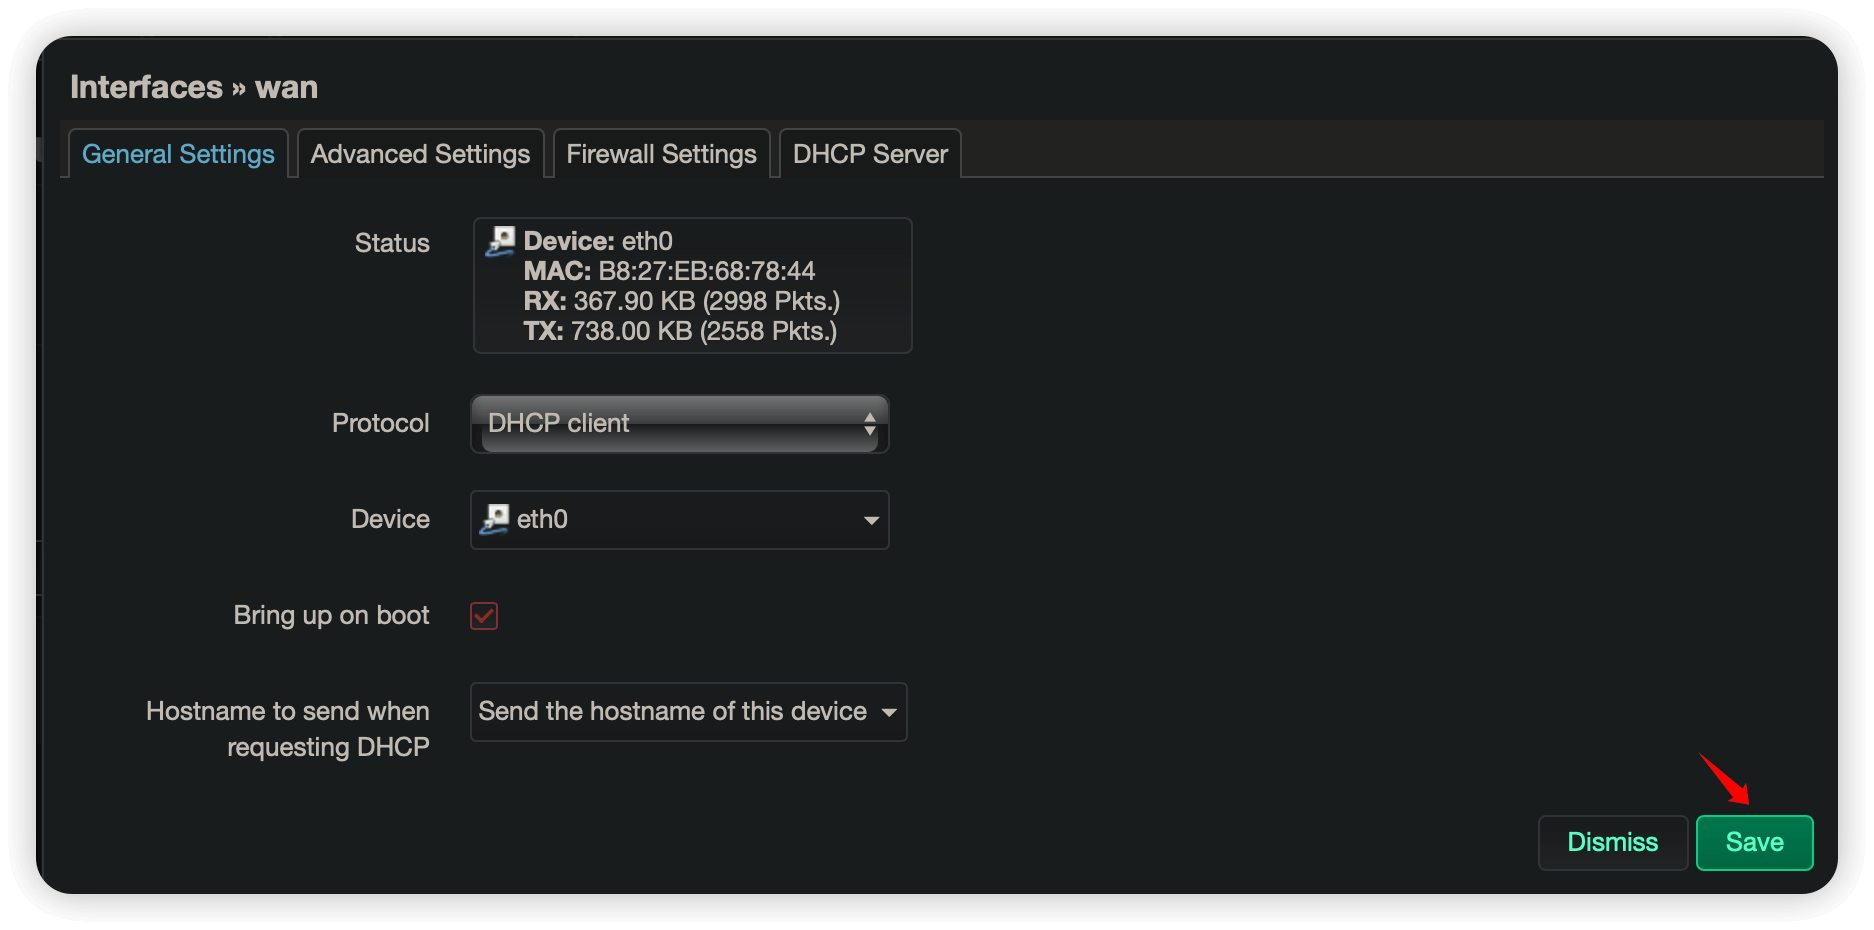 Interfaces » wan
General Settings
Advanced Settings
Firewall Settings
DHCP Server
Status
Device: eth0
MAC: B8:27:EB:68:78:44
RX: 367.90 KB (2998 Pkts.)
TX: 738.00 KB (2558 Pkts.)
Protocol
DHCP client
Device
eth0
Bring up on boot
Hostname to send when
requesting DHCP
Send the hostname of this device
Dismiss
Save